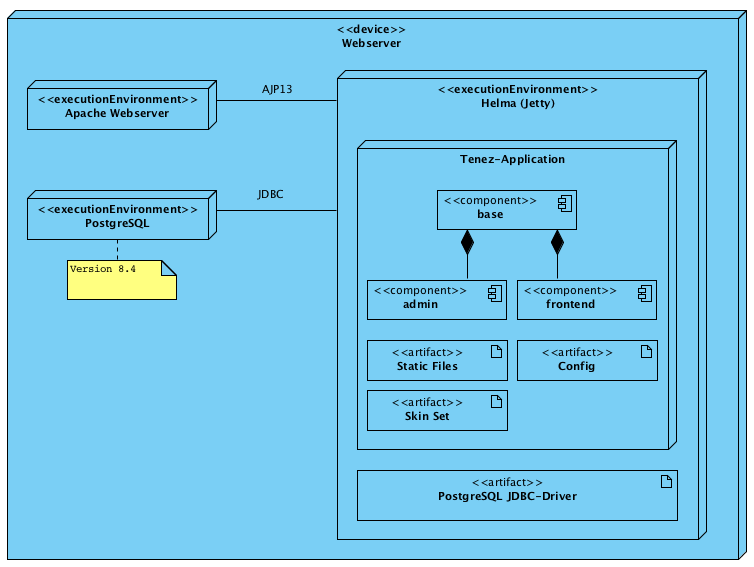 <<device>>
Webserver
<<executionEnvironment>>
Apache Webserver
AJP13
<<executionEnvironment>>
Helma (Jetty)
<<executionEnvironment>>
PostgreSQL
JDBC
Version 8.4
Tenez-Application
<<component>>
base
<<component>>
admin
<<component>>
frontend
<<artifact>>
Static Files
<<artifact>>
Config
<<artifact>>
Skin Set
<<artifact>>
PostgreSQL JDBC-Driver